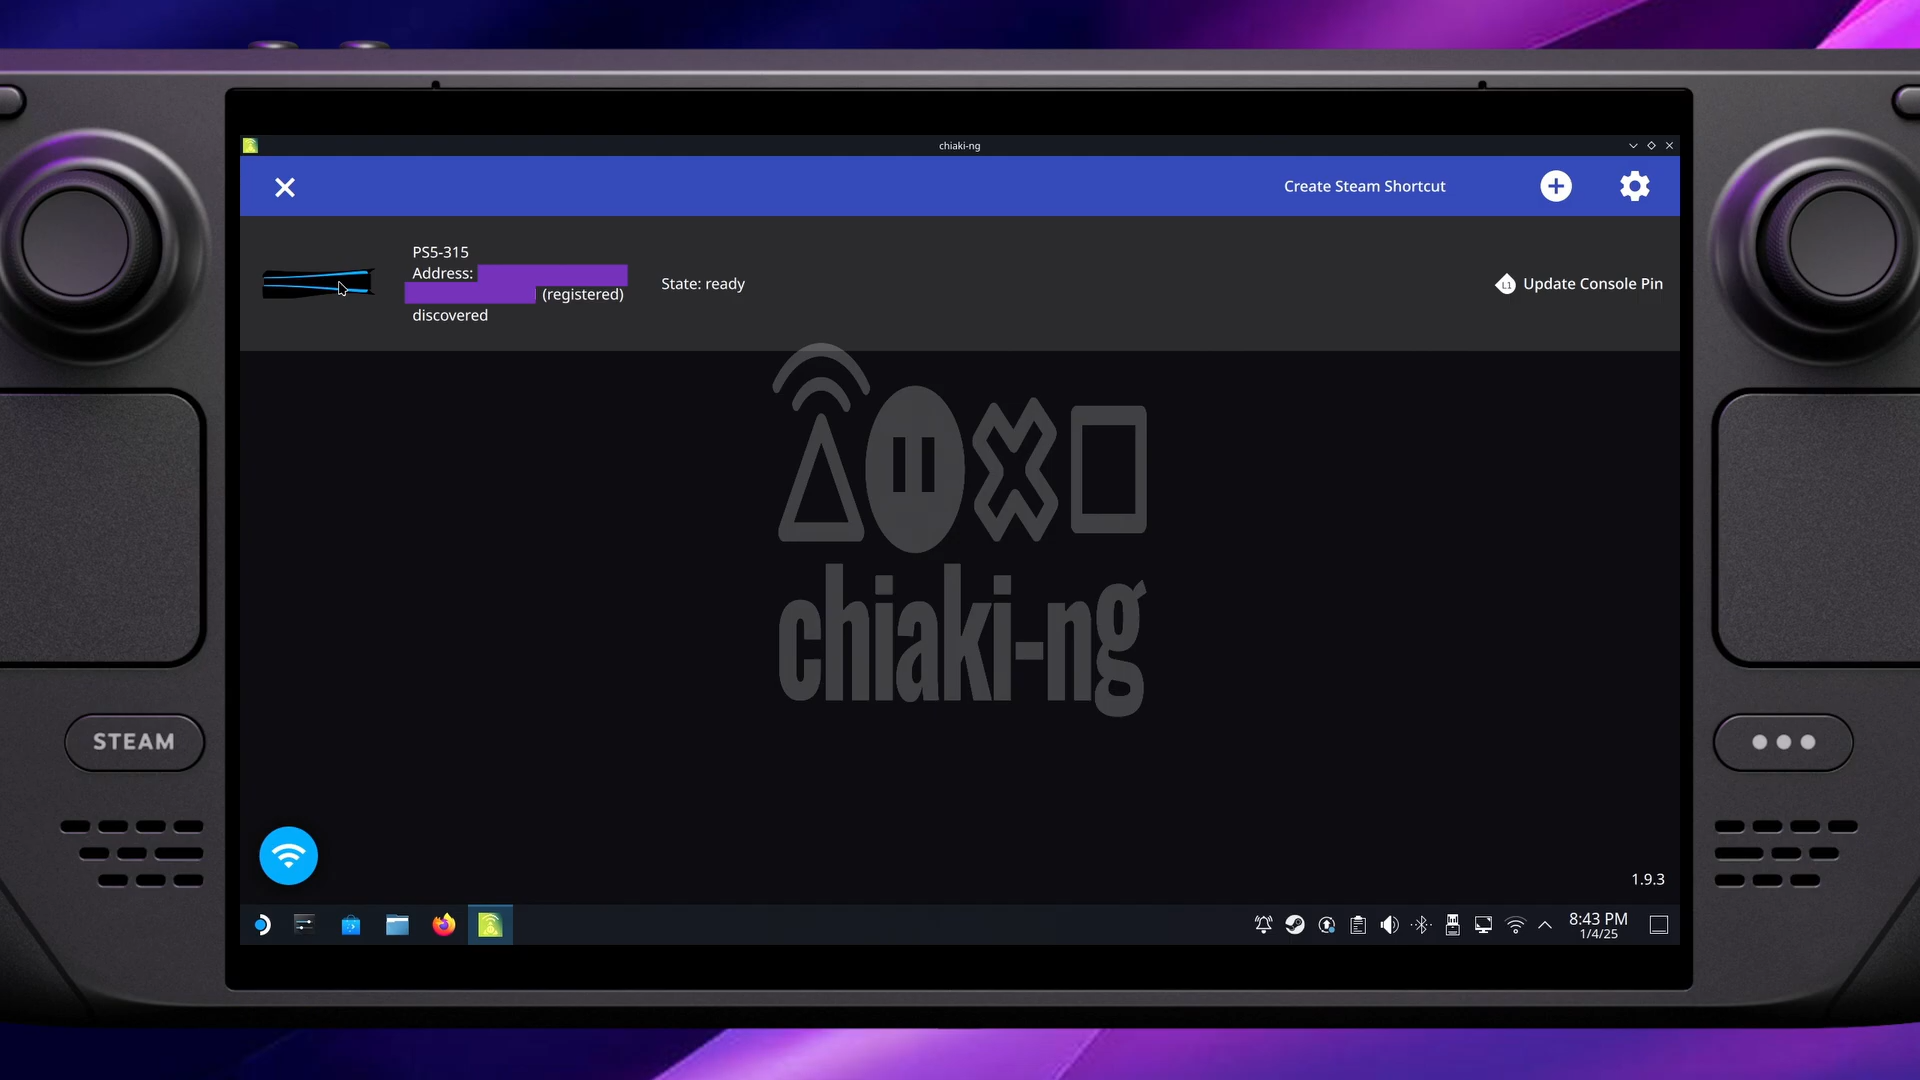 chiaki-ng
Create Steam Shortcut
PS5-315
Address:
(registered)
discovered
State: ready
L1 Update Console Pin
chiaki-ng
STEAM
1.9.3
8:43 PM
1/4/25